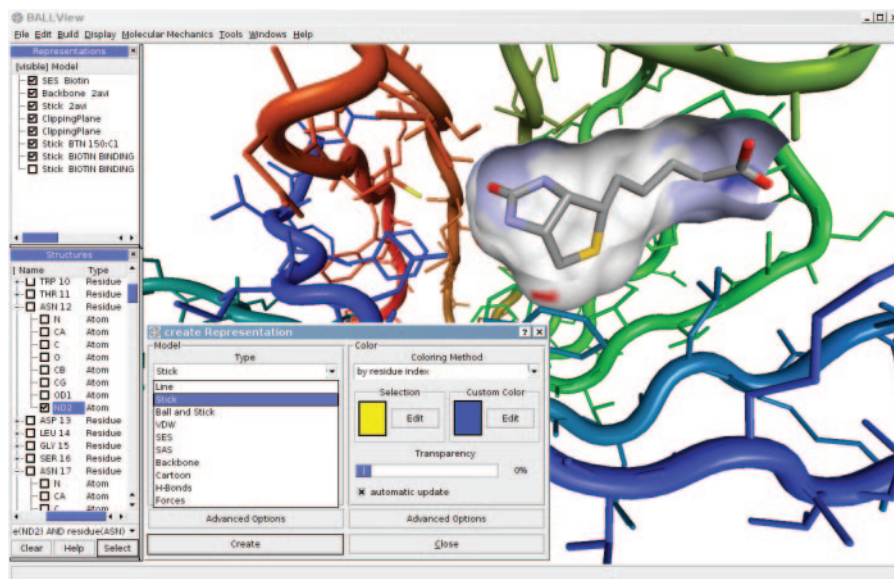 BALLView
File Edit Build Display Molecular Mechanics Tools Windows Help
Representations
[visible] Model
SES Biotin
Backbone 2avi
Stick 2avi
ClippingPlane
ClippingPlane
Stick BTN 150:C1
Stick BIOTIN BINDING
Stick BIOTIN BINDING
Structures
[ Name Type
TRP 10 Residue
THR 11 Residue
ASN 12 Residue
N Atom
CA Atom
C Atom
O Atom
CB Atom
CG Atom
OD1 Atom
ND2 Atom
ASP 13 Residue
LEU 14 Residue
GLY 15 Residue
SER 16 Residue
ASN 17 Residue
N Atom
CA Atom
C Atom
e(ND2) AND residue(ASN)
Clear Help Select
create Representation
Model
Type
Stick
Line
Stick
Ball and Stick
VDW
SES
SAS
Backbone
Cartoon
H-Bonds
Forces
Advanced Options
Create
Color
Coloring Method
by residue index
Selection Custom Color
Edit Edit
Transparency
0%
automatic update
Advanced Options
Close